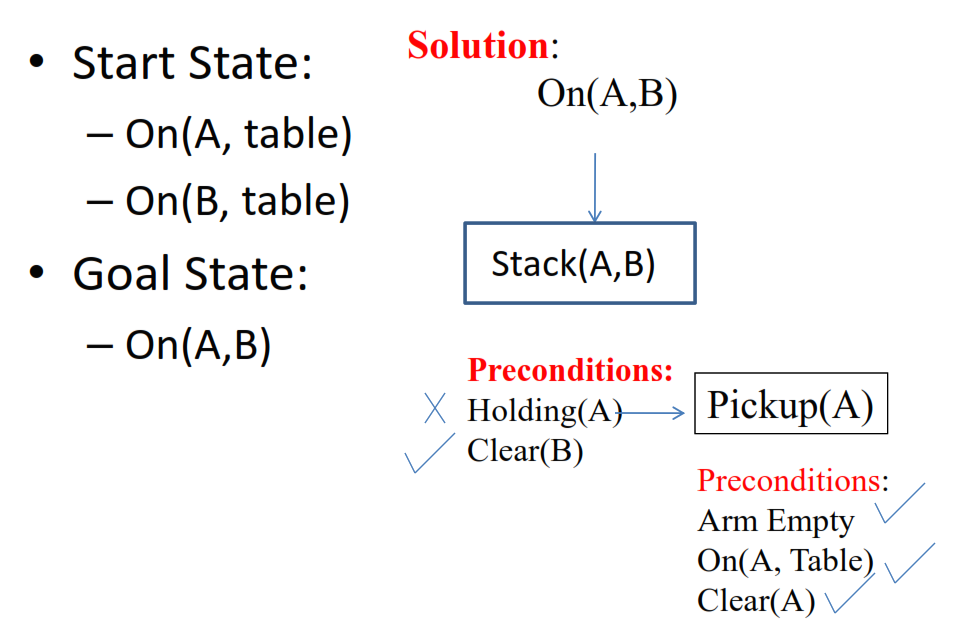 • Start State:
– On(A, table)
– On(B, table)
• Goal State:
– On(A,B)
Solution:
On(A,B)
Stack(A,B)
Preconditions:
Holding(A)
Clear(B)
Pickup(A)
Preconditions:
Arm Empty
On(A, Table)
Clear(A)